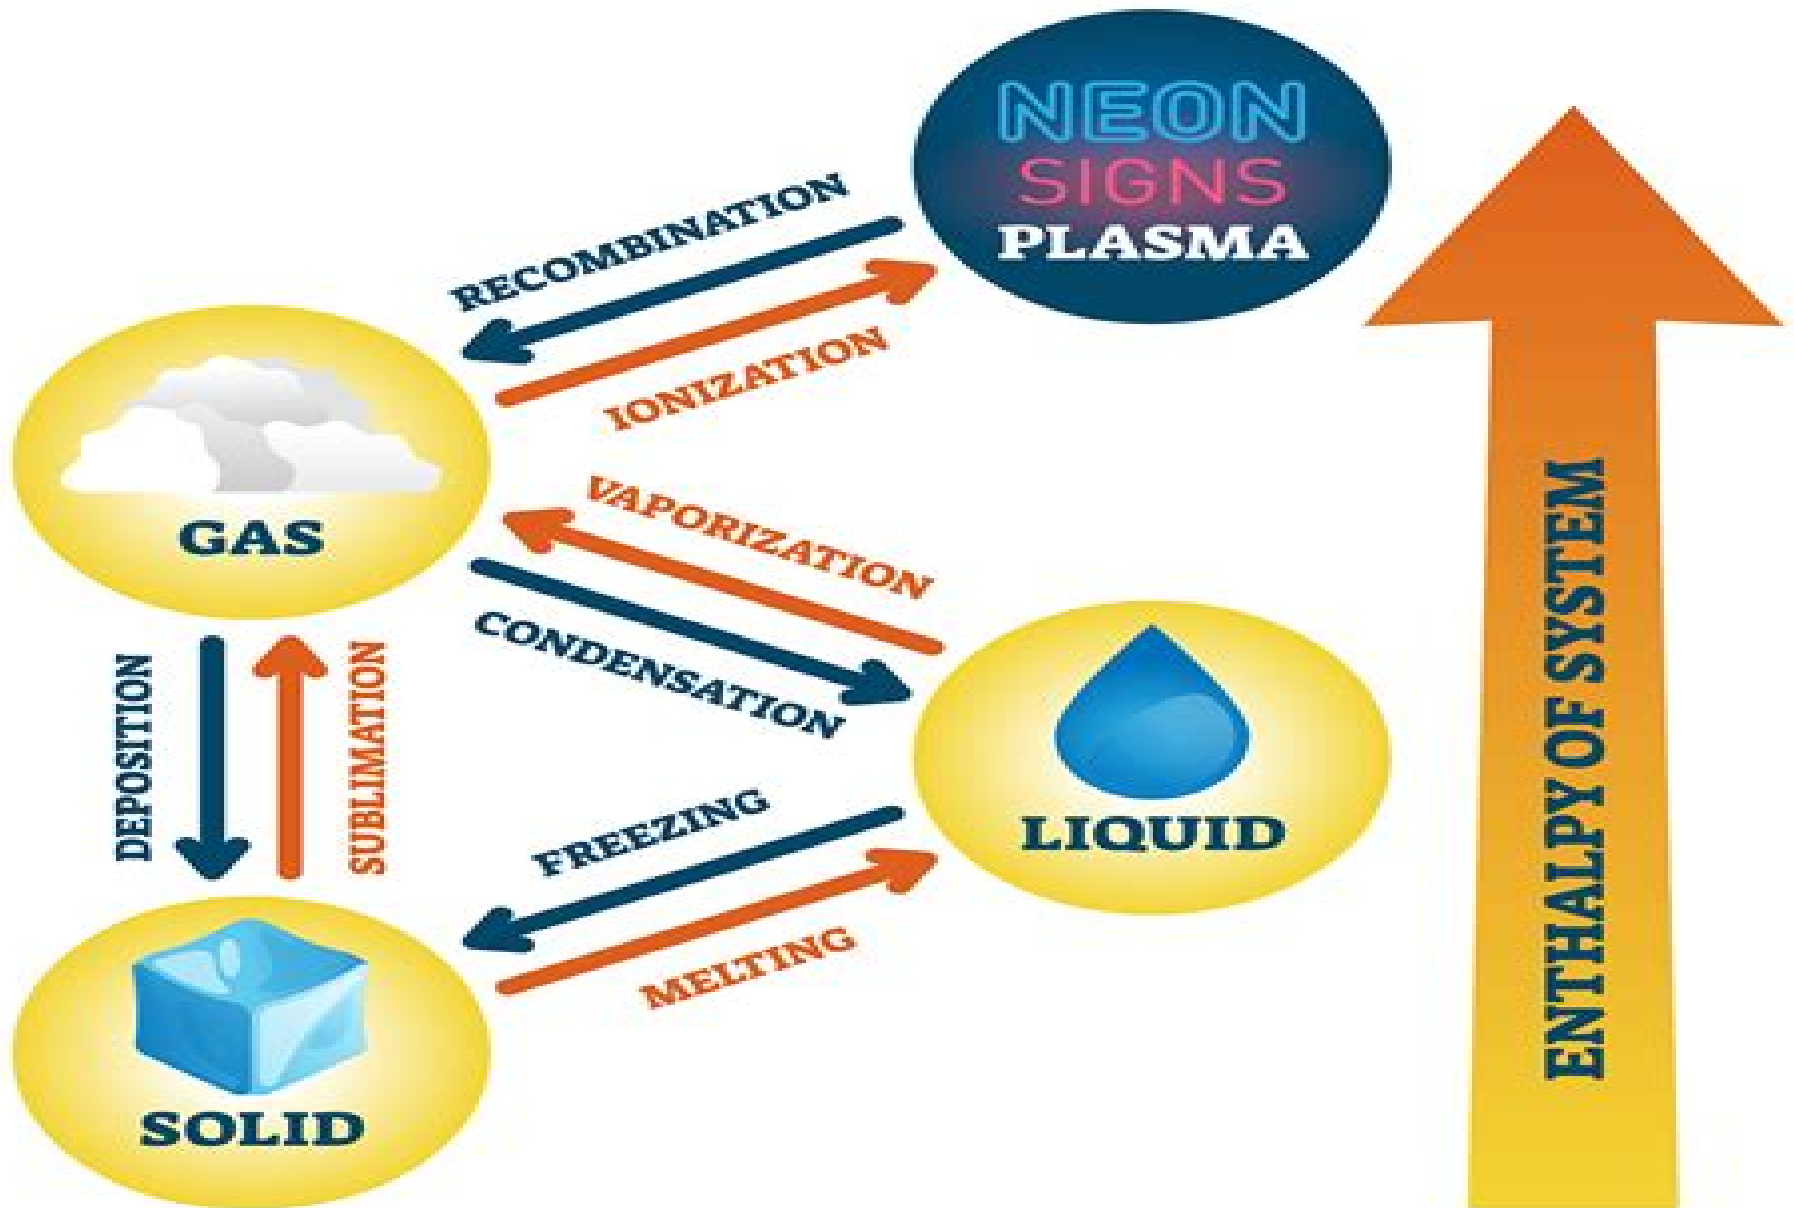 NEON
SIGNS
PLASMA
RECOMBINATION
IONIZATION
GAS
VAPORIZATION
CONDENSATION
DEPOSITION
SUBLIMATION
LIQUID
FREEZING
MELTING
SOLID
ENTHALPY OF SYSTEM